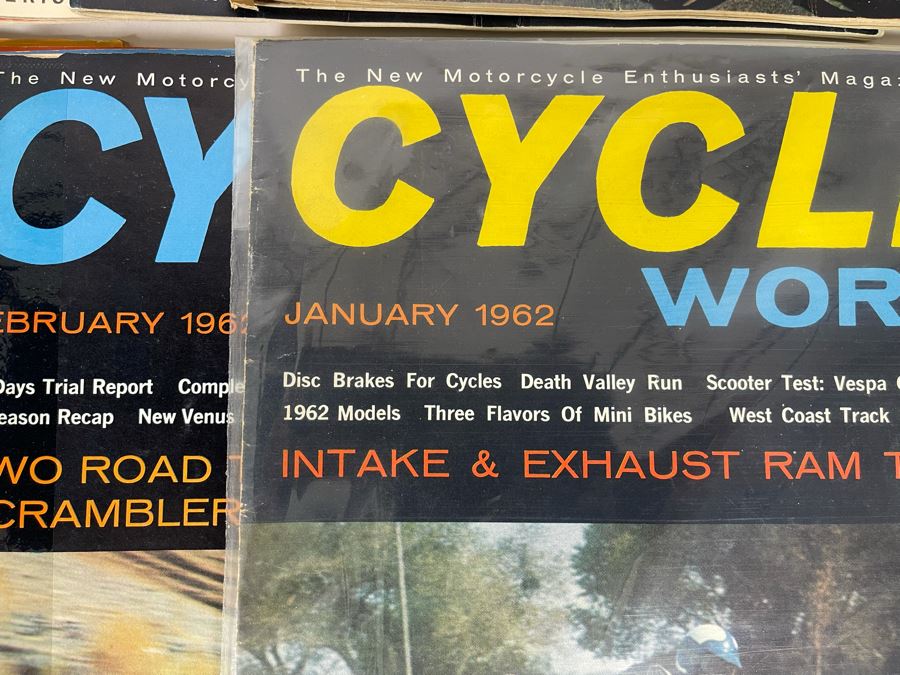 The New Motorcycle Enthusiasts'
CYCL
WOR
JANUARY 1962
Disc Brakes For Cycles Death Valley Run Scooter Test: Vespa
1962 Models Three Flavors Of Mini Bikes West Coast Track
INTAKE & EXHAUST RAM
The New Motorcy
CY
EBRUARY 1962
Days Trial Report Comple
eason Recap New Venus
WO ROAD
CRAMBLER